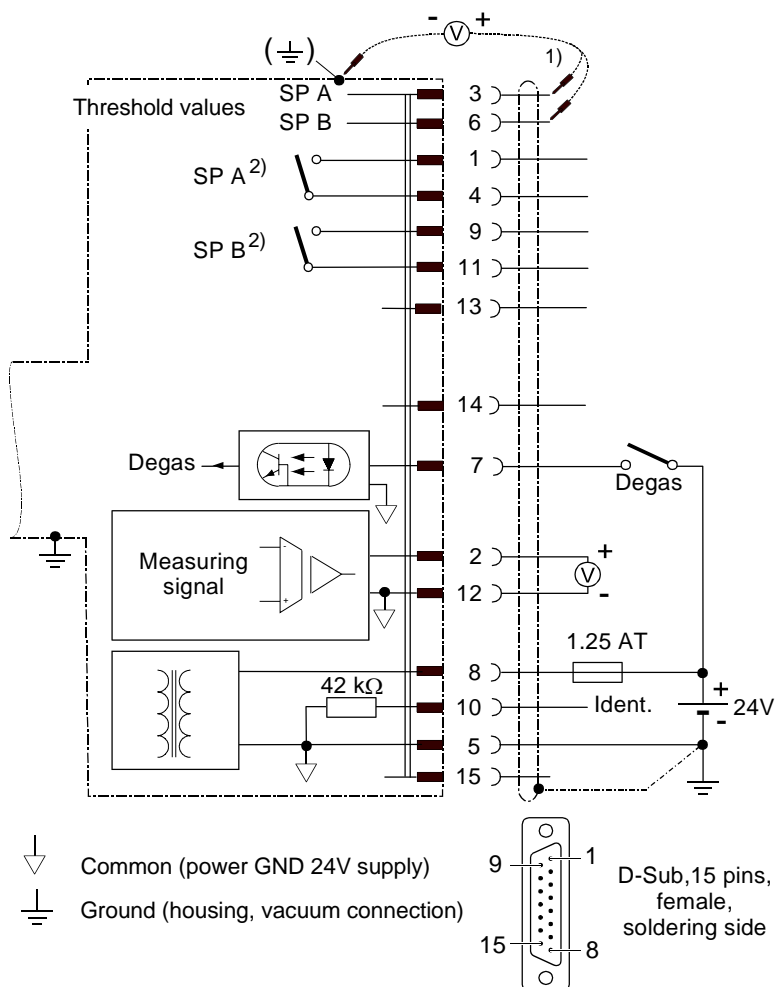 - V +
( ) 1)
SP A 3
Threshold values
SP B 6
1
SP A2)
4
9
SP B2)
11
13
14
Degas 7
Degas
2 +
Measuring V
signal - +
12 -
1.25 AT
8
42 kΩ +
10 Ident. 24V
-
5
15
Common (power GND 24V supply)
9 1
D-Sub,15 pins,
Ground (housing, vacuum connection) female,
soldering side
15 8